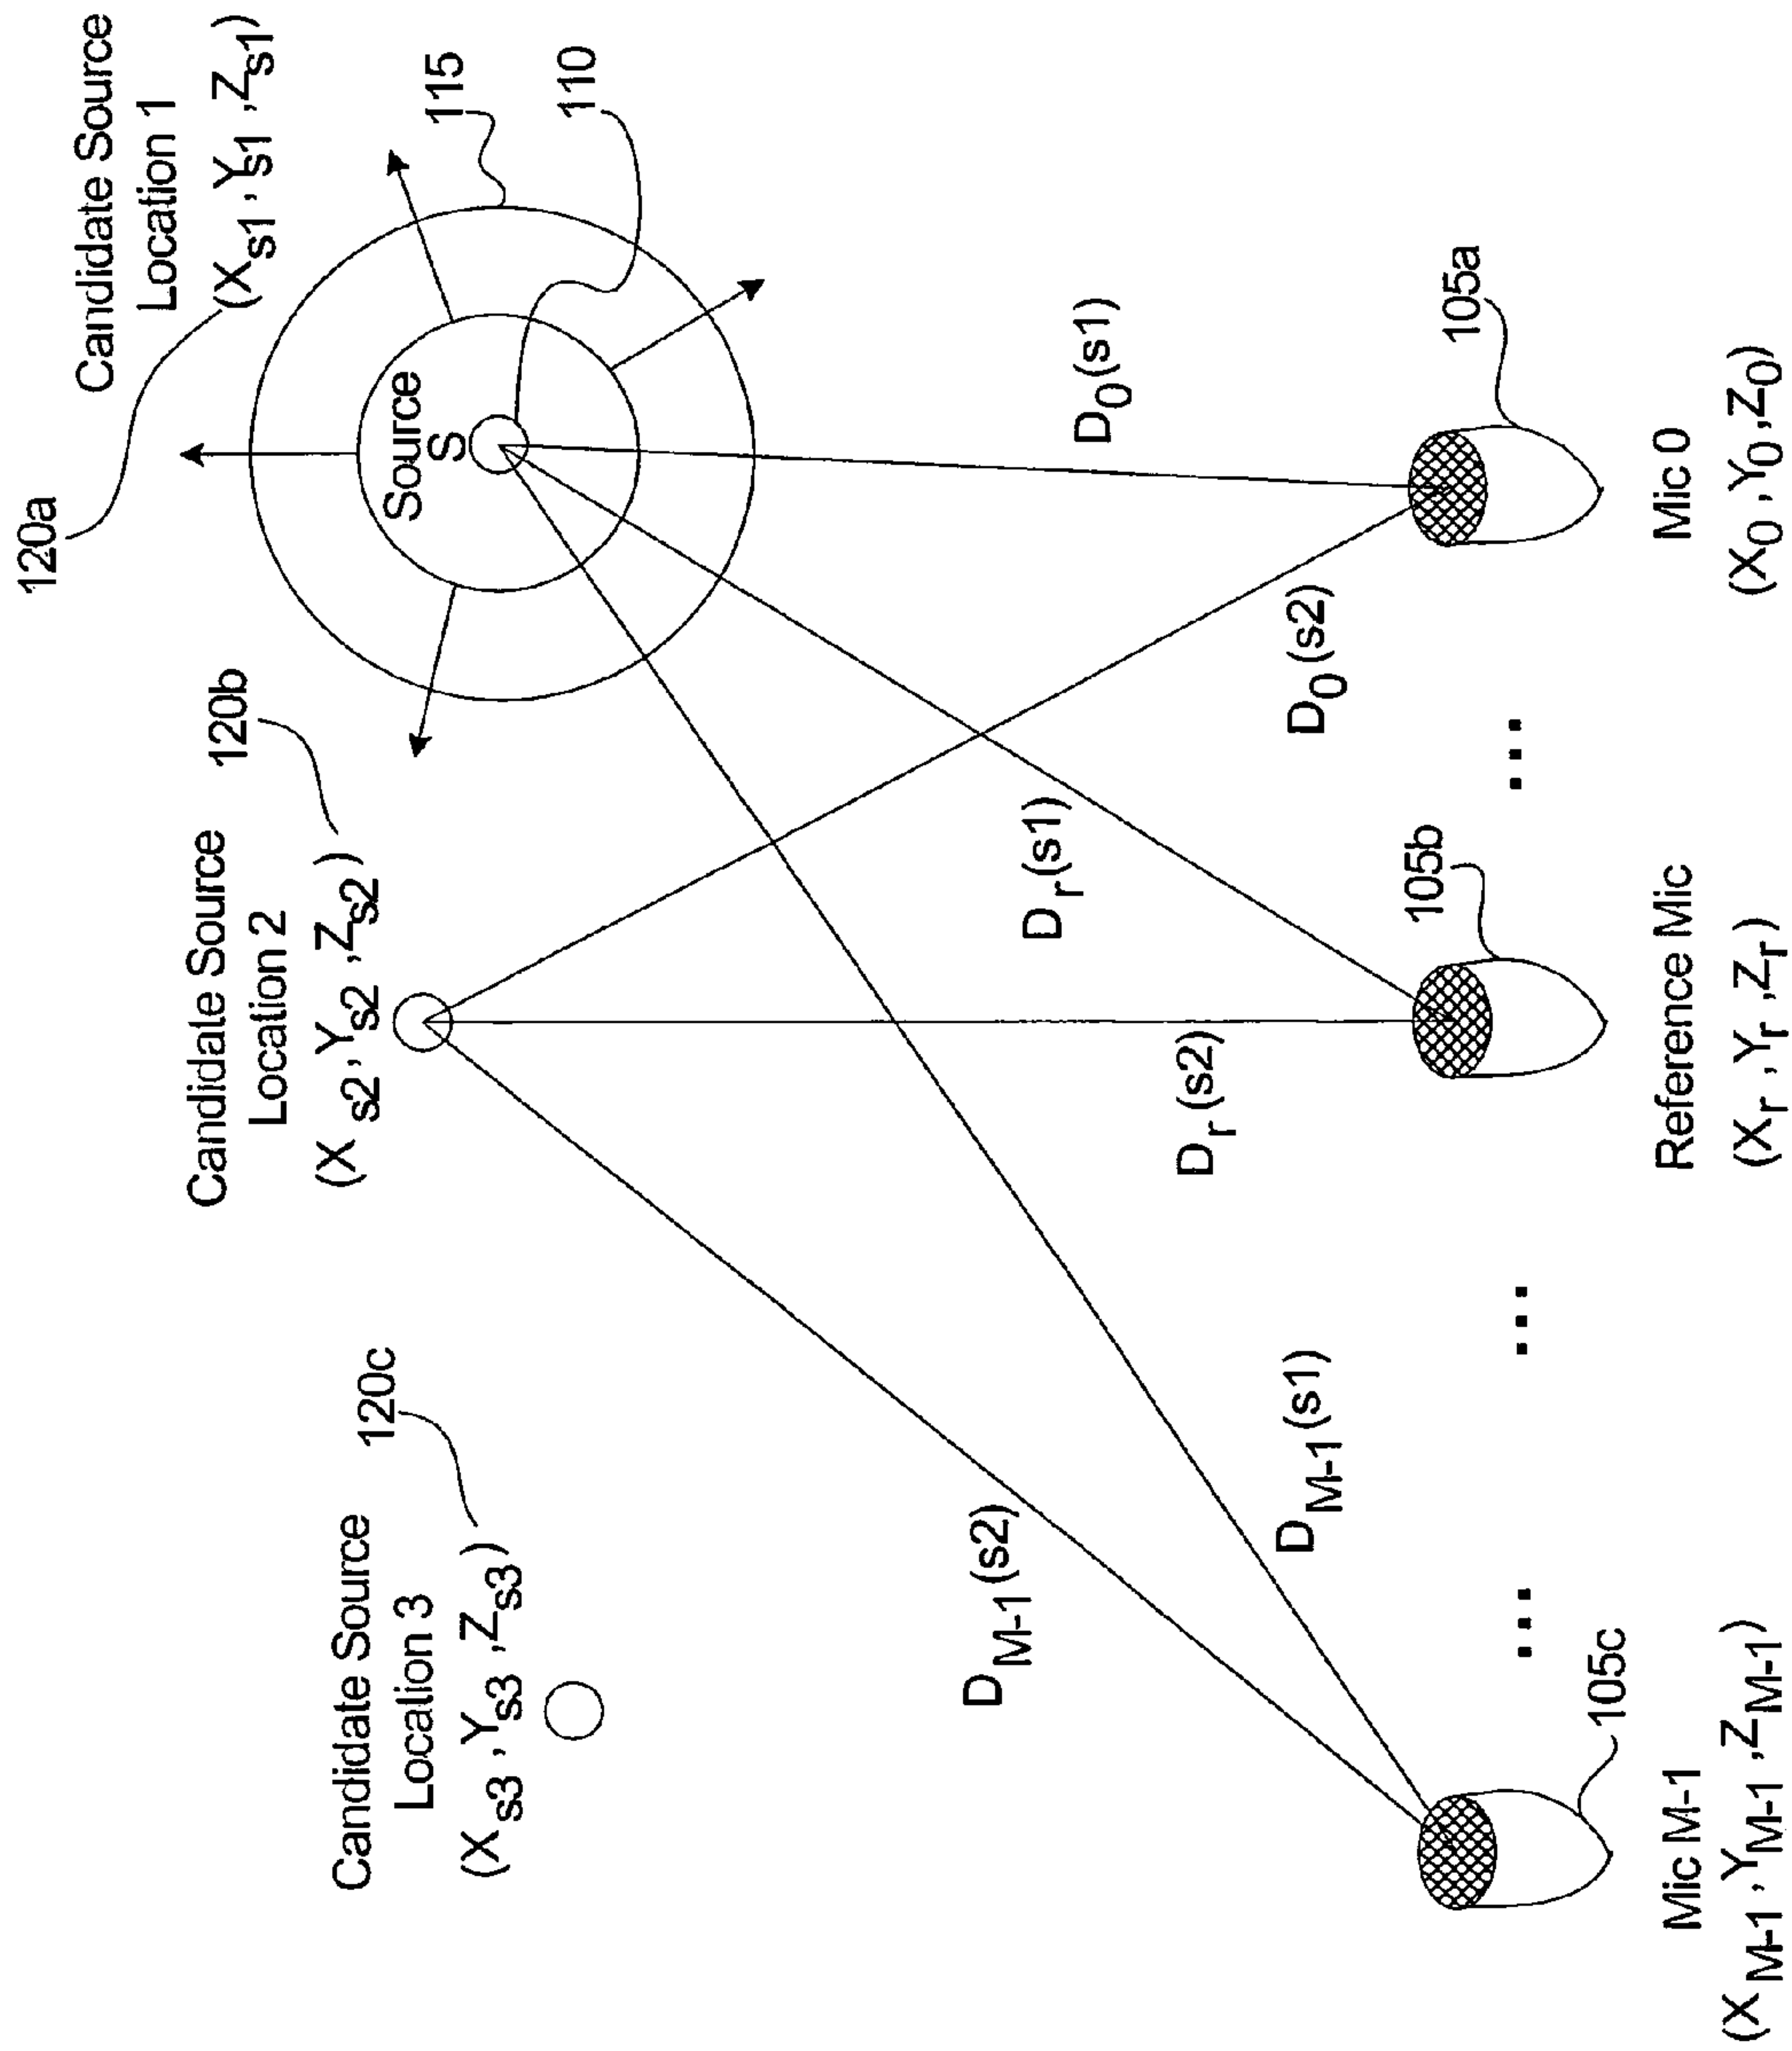 Candidate Source
Location 3
(Xs3 ,Ys3 ,Zs3)
120c
Candidate Source
Location 2
(Xs2 ,Ys2 ,Zs2)
120b
Candidate Source
Location 1
(Xs1 ,Ys1 ,Zs1)
120a
115
110
Source
S
DM-1(s2)
DM-1(s1)
Dr(s2)
Dr(s1)
D0(s2)
D0(s1)
...
...
...
105c
105b
105a
Mic M-1
(XM-1 ,YM-1 ,ZM-1)
Reference Mic
(Xr ,Yr ,Zr)
Mic 0
(X0 ,Y0 ,Z0)